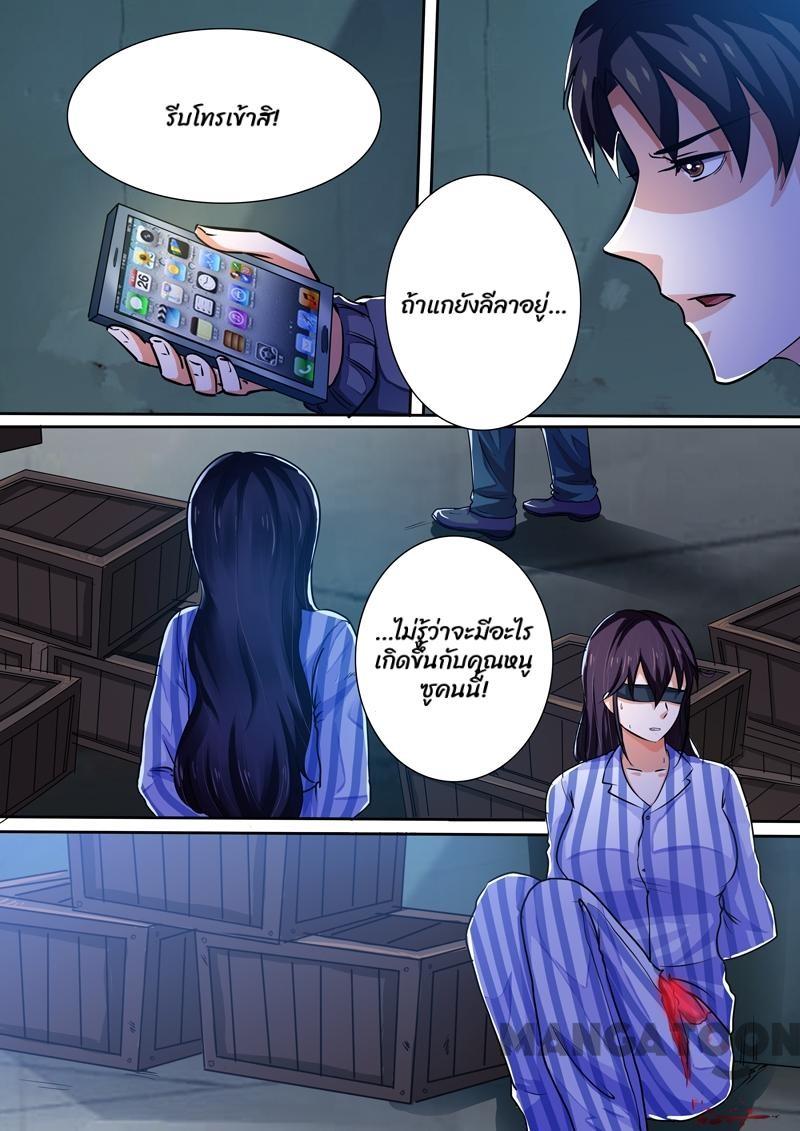 รีบโทรเข้าสิ!
ถ้าแกยังลีลาอยู่...
...ไม่รู้ว่าจะมีอะไร
เกิดขึ้นกับคุณหนู
ซูคนนี้!
26
MANGATOON